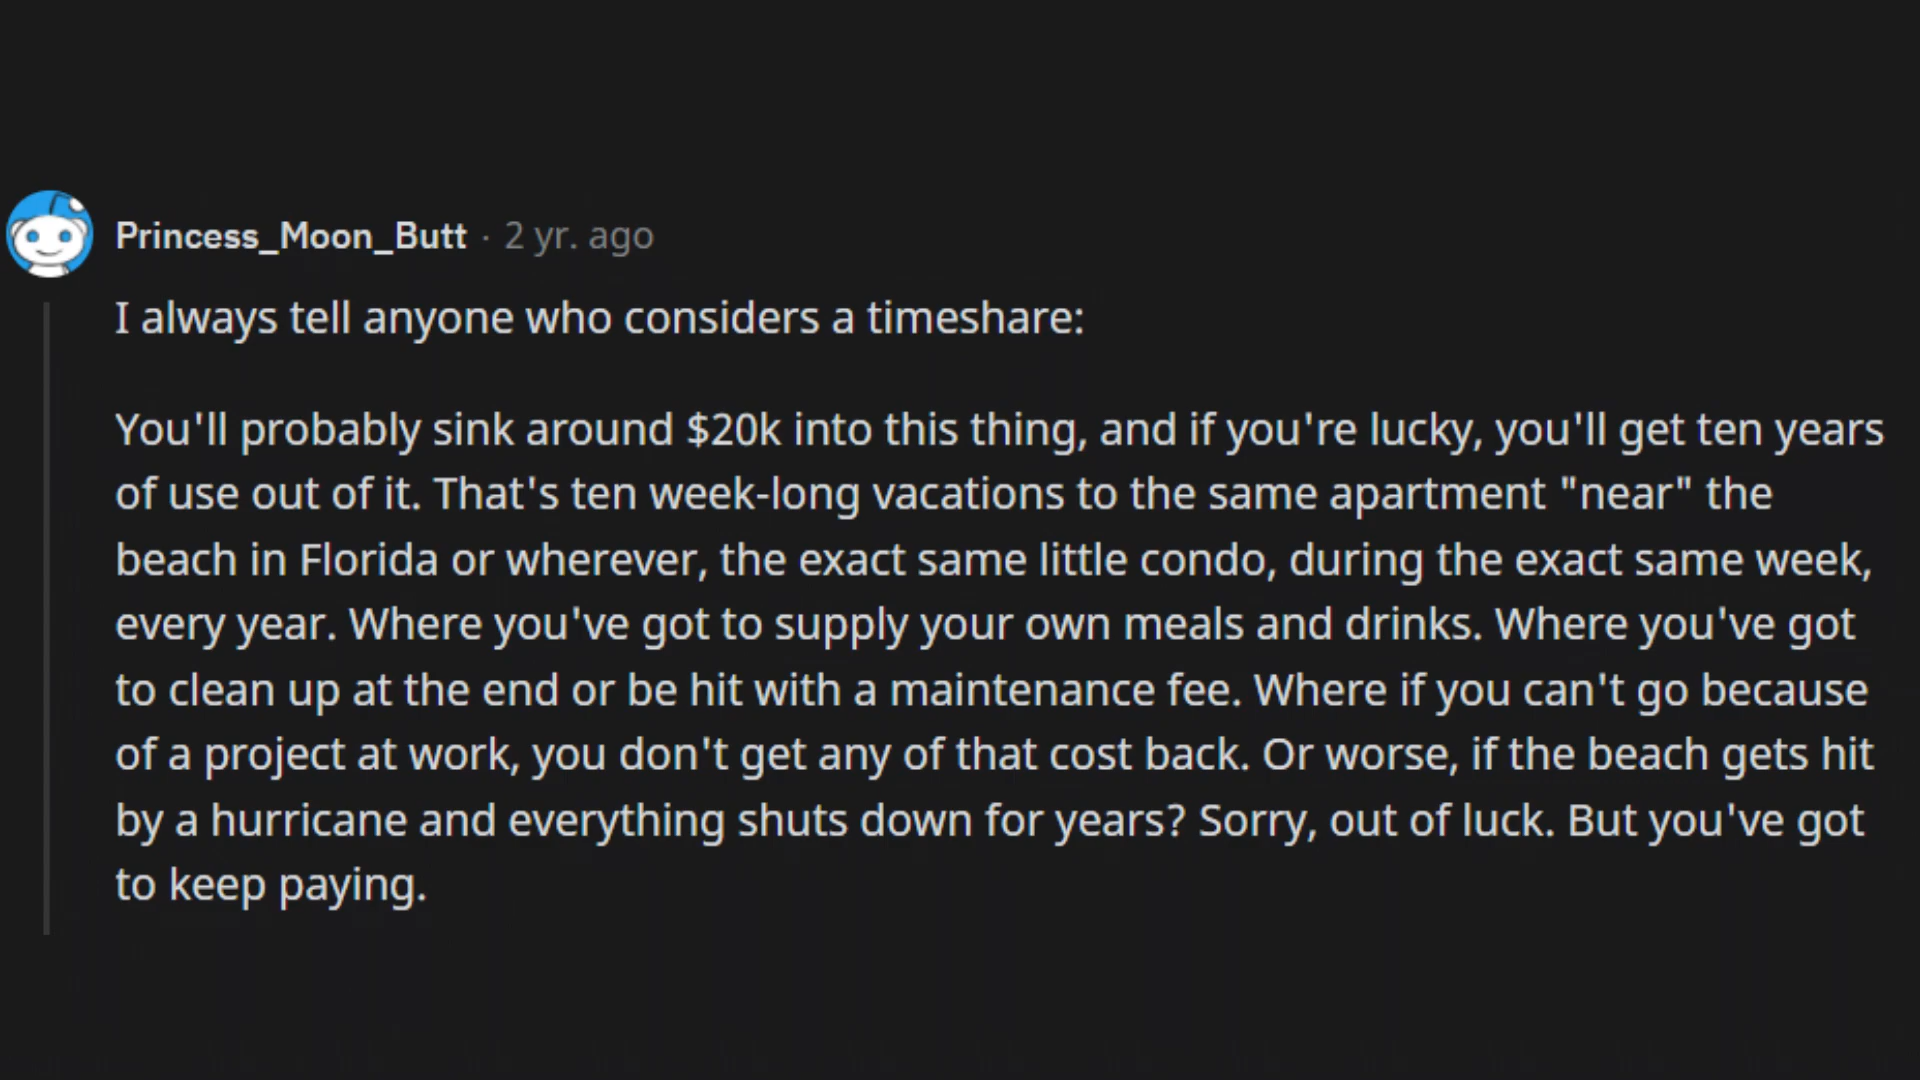 Princess_Moon_Butt · 2 yr. ago
I always tell anyone who considers a timeshare:
You'll probably sink around $20k into this thing, and if you're lucky, you'll get ten years
of use out of it. That's ten week-long vacations to the same apartment "near" the
beach in Florida or wherever, the exact same little condo, during the exact same week,
every year. Where you've got to supply your own meals and drinks. Where you've got
to clean up at the end or be hit with a maintenance fee. Where if you can't go because
of a project at work, you don't get any of that cost back. Or worse, if the beach gets hit
by a hurricane and everything shuts down for years? Sorry, out of luck. But you've got
to keep paying.